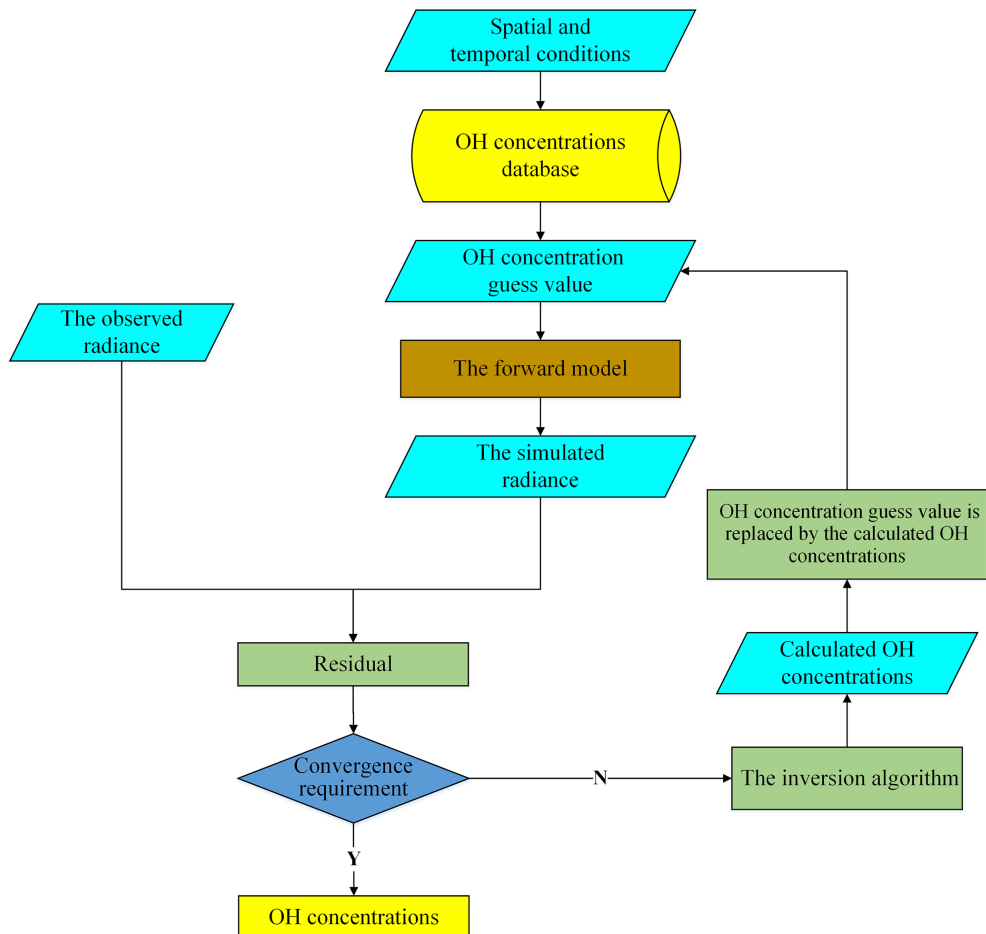 Spatial and
temporal conditions
OH concentrations
database
OH concentration
guess value
The observed
radiance
The forward model
The simulated
radiance
OH concentration guess value is
replaced by the calculated OH
concentrations
Residual
Calculated OH
concentrations
Convergence
requirement
N
The inversion algorithm
Y
OH concentrations